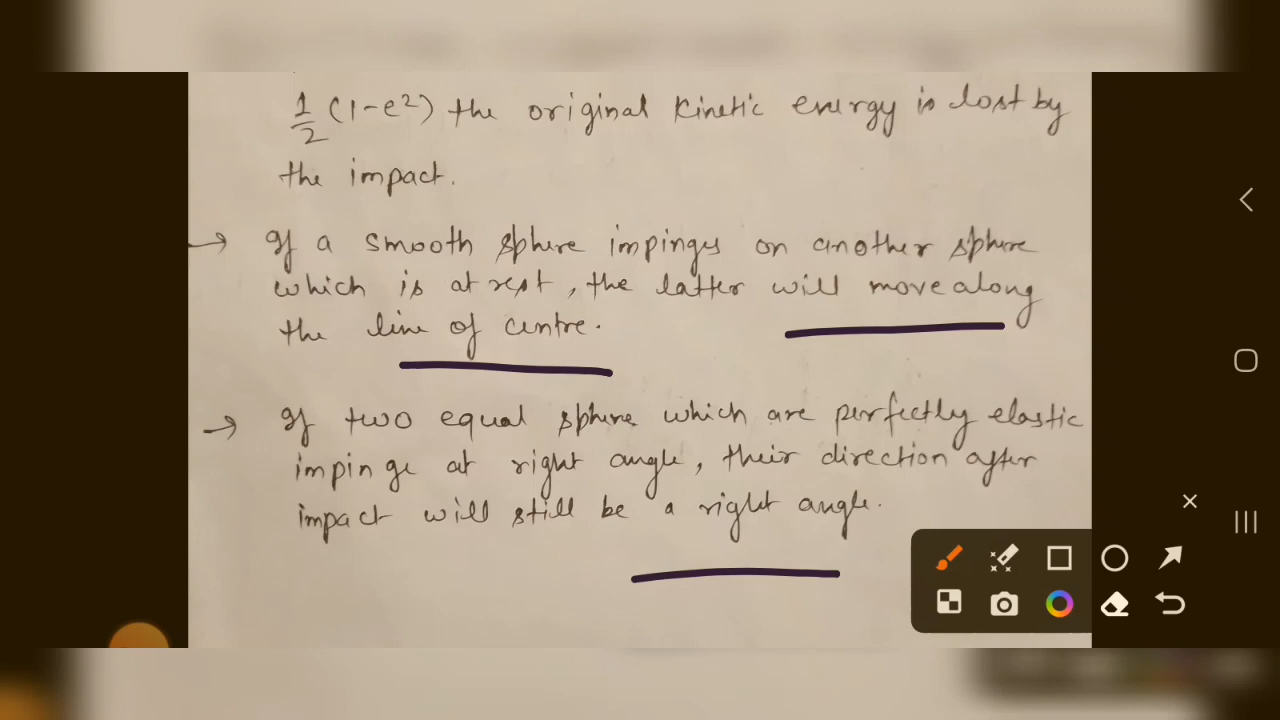 1/2 (1-e²) the original kinetic energy is lost by
the impact.
→ If a smooth sphere impinges on another sphere
which is at rest, the latter will move along
the line of centre.
→ If two equal sphere which are perfectly elastic
impinge at right angle, their direction after
impact will still be a right angle.